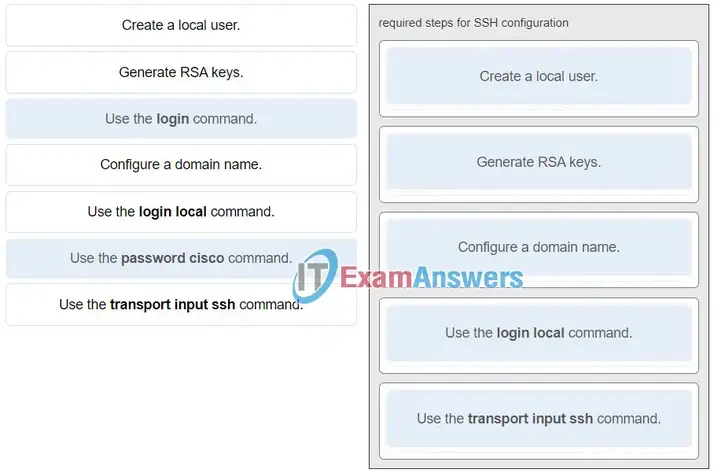 Create a local user.
Generate RSA keys.
Use the login command.
Configure a domain name.
Use the login local command.
Use the password cisco command.
Use the transport input ssh command.
required steps for SSH configuration
Create a local user.
Generate RSA keys.
Configure a domain name.
Use the login local command.
Use the transport input ssh command.
IT ExamAnswers